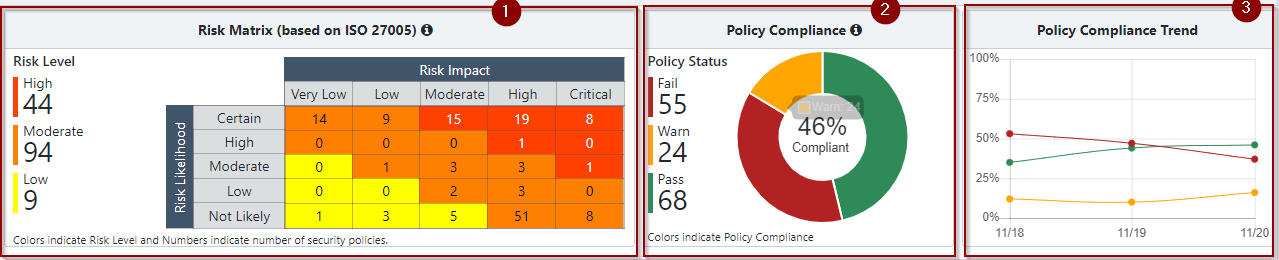 1
Risk Matrix (based on ISO 27005)
Risk Level
High
44
Moderate
94
Low
9
Risk Impact
Very Low Low Moderate High Critical
Risk Likelihood
Certain 14 9 15 19 8
High 0 0 0 1 0
Moderate 0 1 3 3 1
Low 0 0 2 3 0
Not Likely 1 3 5 51 8
Colors indicate Risk Level and Numbers indicate number of security policies.
2
Policy Compliance
Policy Status
Fail
55
Warn
24
Pass
68
Warn: 24
46%
Compliant
Colors indicate Policy Compliance
3
Policy Compliance Trend
100%
75%
50%
25%
0%
11/18 11/19 11/20